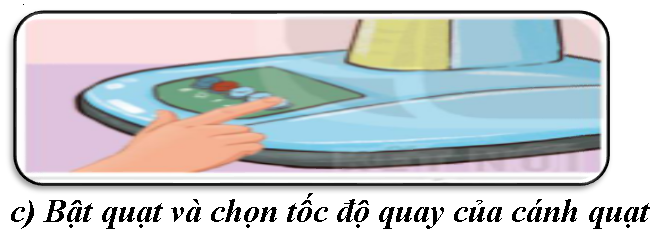 c) Bật quạt và chọn tốc độ quay của cánh quạt